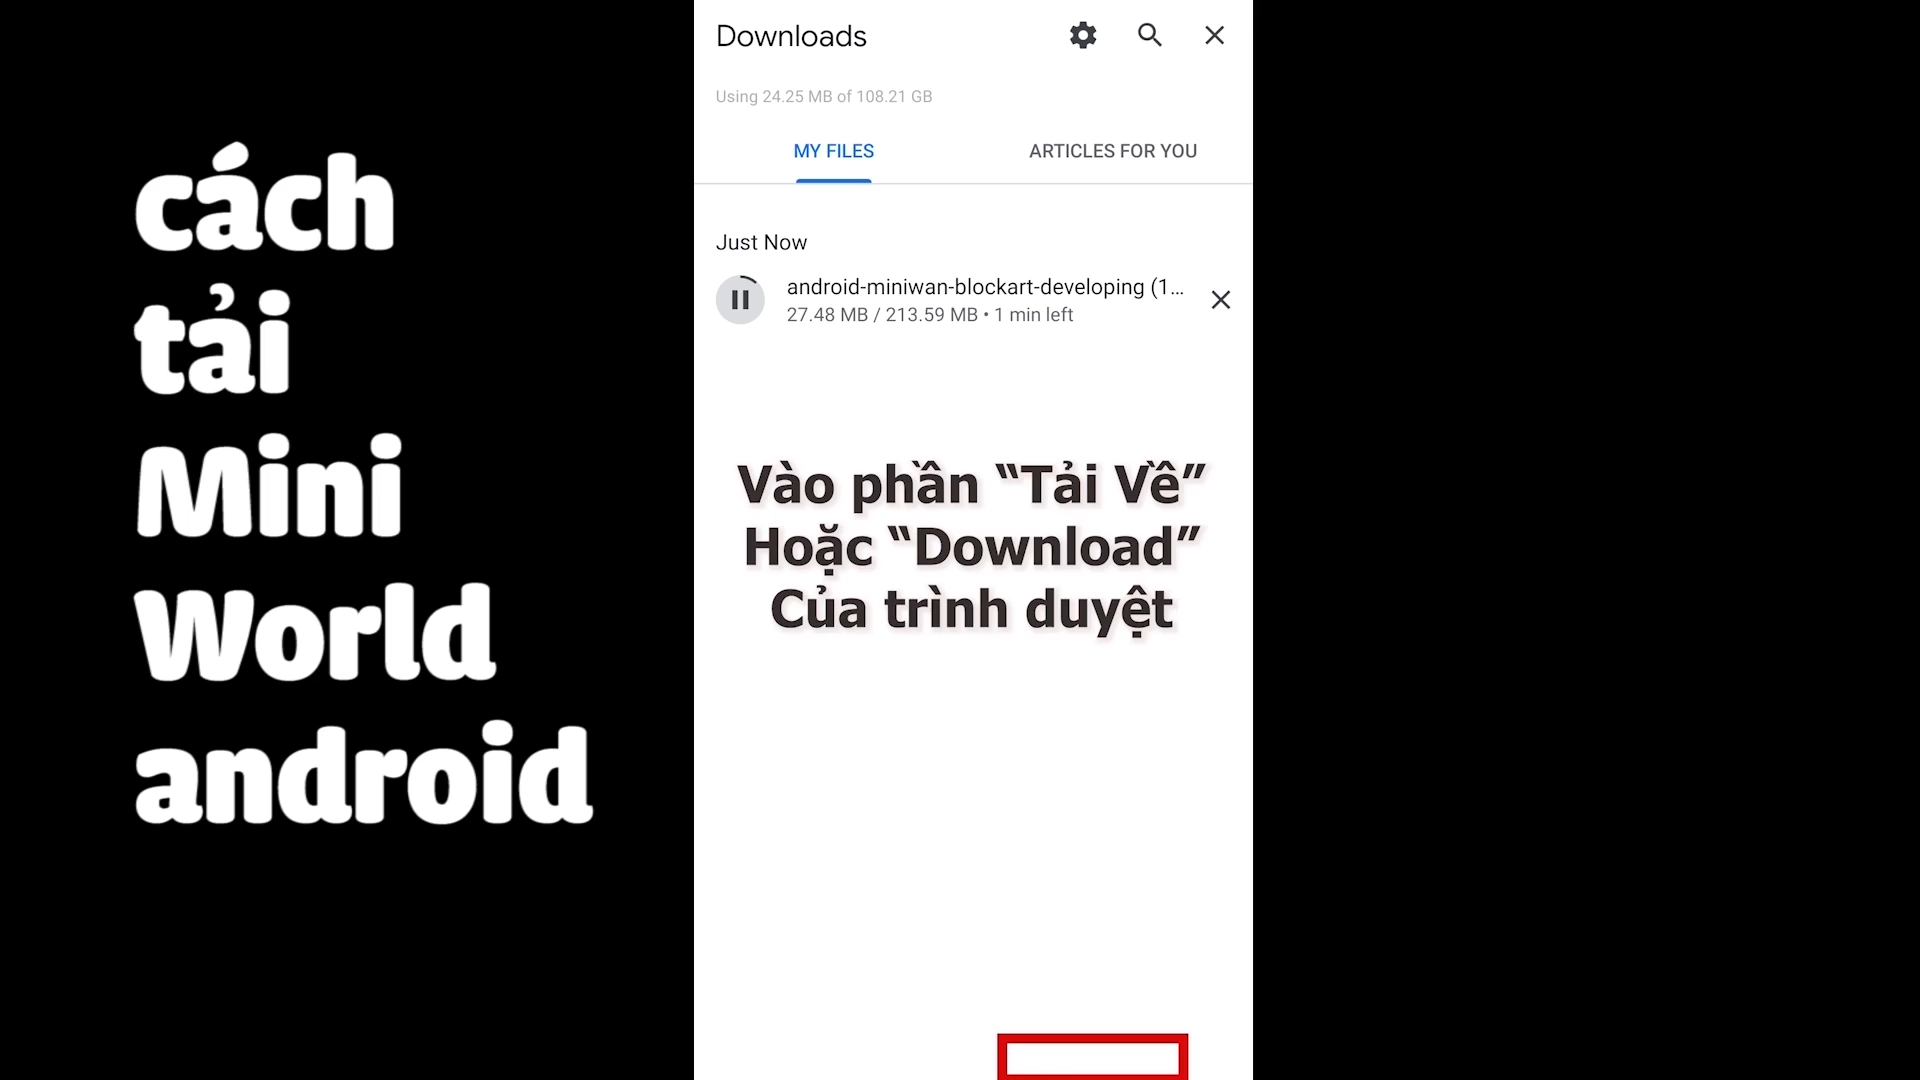 cách
tải
Mini
World
android
Downloads
Using 24.25 MB of 108.21 GB
MY FILES
ARTICLES FOR YOU
Just Now
android-miniwan-blockart-developing (1...
27.48 MB / 213.59 MB • 1 min left
Vào phần “Tải Về”
Hoặc “Download”
Của trình duyệt